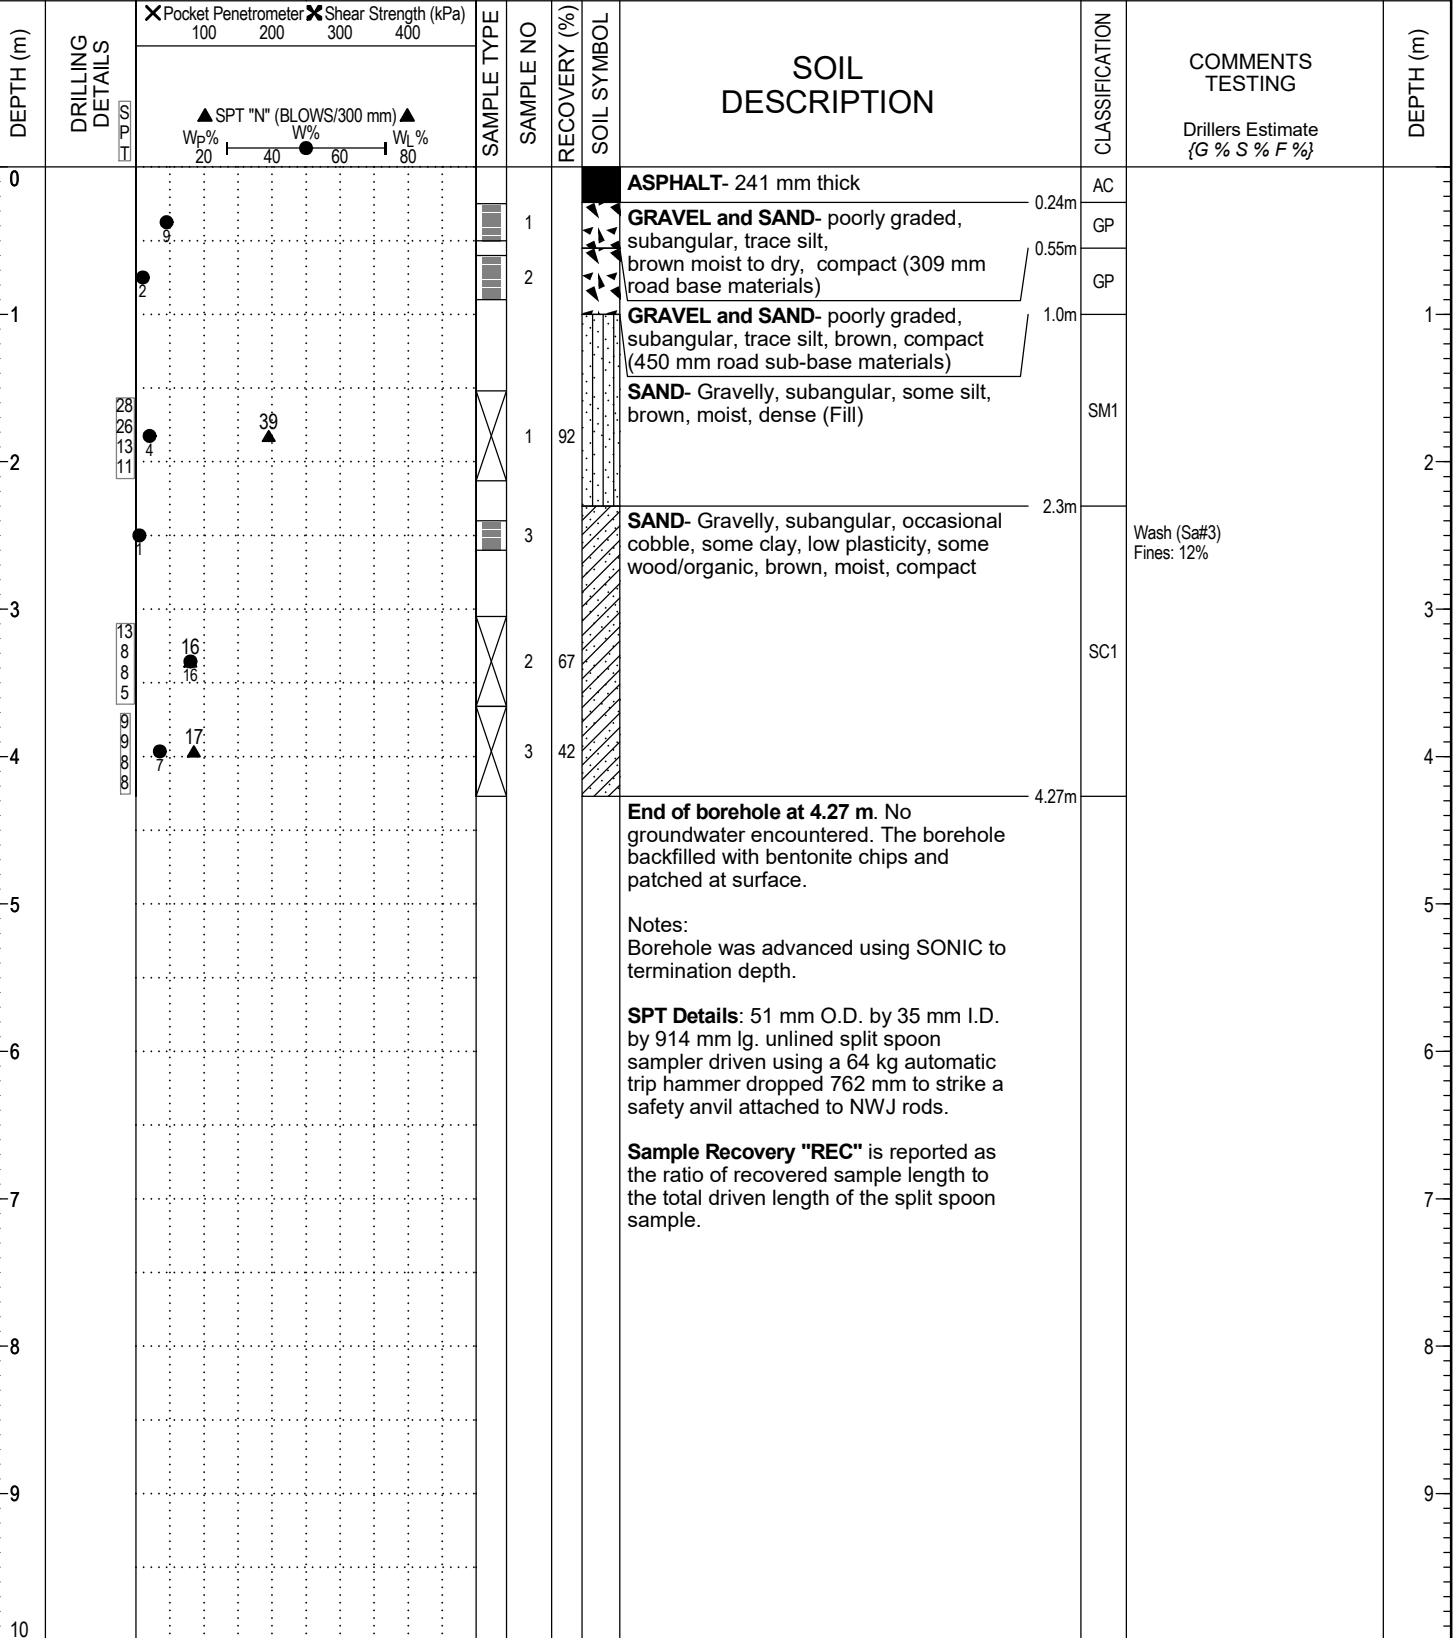 Pocket Penetrometer Shear Strength (kPa)
100 200 300 400
DEPTH (m)
DRILLING
DETAILS
SPT
▲ SPT "N" (BLOWS/300 mm) ▲
WP% W% WL%
20 40 60 80
SAMPLE TYPE
SAMPLE NO
RECOVERY (%)
SOIL SYMBOL
SOIL
DESCRIPTION
CLASSIFICATION
COMMENTS
TESTING
Drillers Estimate
{G % S % F %}
DEPTH (m)
0
ASPHALT- 241 mm thick
AC
0.24m
9
1
GRAVEL and SAND- poorly graded,
subangular, trace silt,
brown moist to dry, compact (309 mm
road base materials)
GP
0.55m
2
2
GP
1
GRAVEL and SAND- poorly graded,
subangular, trace silt, brown, compact
(450 mm road sub-base materials)
1.0m
1
SAND- Gravelly, subangular, some silt,
brown, moist, dense (Fill)
SM1
28
26
13
11
4
39
1
92
2
2
2.3m
1
3
SAND- Gravelly, subangular, occasional
cobble, some clay, low plasticity, some
wood/organic, brown, moist, compact
Wash (Sa#3)
Fines: 12%
3
3
13
8
8
5
16
16
2
67
SC1
9
9
8
8
7
17
3
42
4
4
4.27m
End of borehole at 4.27 m. No
groundwater encountered. The borehole
backfilled with bentonite chips and
patched at surface.
5
5
Notes:
Borehole was advanced using SONIC to
termination depth.
SPT Details: 51 mm O.D. by 35 mm I.D.
by 914 mm lg. unlined split spoon
sampler driven using a 64 kg automatic
trip hammer dropped 762 mm to strike a
safety anvil attached to NWJ rods.
6
6
Sample Recovery "REC" is reported as
the ratio of recovered sample length to
the total driven length of the split spoon
sample.
7
7
8
8
9
9
10